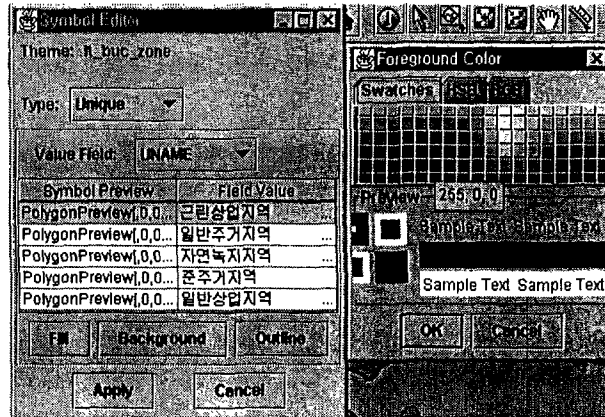 Symbol Editor
Theme: fl_buc_zone
Type: Unique
Value Field: UNAME
Symbol Preview Field Value
PolygonPreview[,0,0... 근린상업지역 ...
PolygonPreview[,0,0... 일반주거지역 ...
PolygonPreview[,0,0... 자연녹지지역 ...
PolygonPreview[,0,0... 준주거지역
PolygonPreview[,0,0... 일반상업지역 ...
Fill Background Outline
Apply Cancel
Foreground Color
Swatches HSB RGB
Preview 255, 0, 0
Sample Text Sample Text
Sample Text Sample Text
OK Cancel